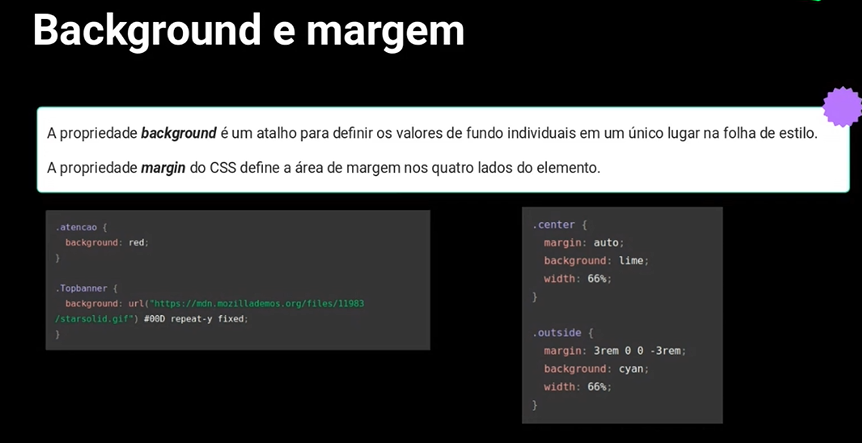 Background e margem
A propriedade background é um atalho para definir os valores de fundo individuais em um único lugar na folha de estilo.
A propriedade margin do CSS define a área de margem nos quatro lados do elemento.
.atencao {
background: red;
}
.Topbanner {
background: url("https://mdn.mozillademos.org/files/11983
/starsolid.gif") #00D repeat-y fixed;
}
.center {
margin: auto;
background: lime;
width: 66%;
}
.outside {
margin: 3rem 0 0 -3rem;
background: cyan;
width: 66%;
}